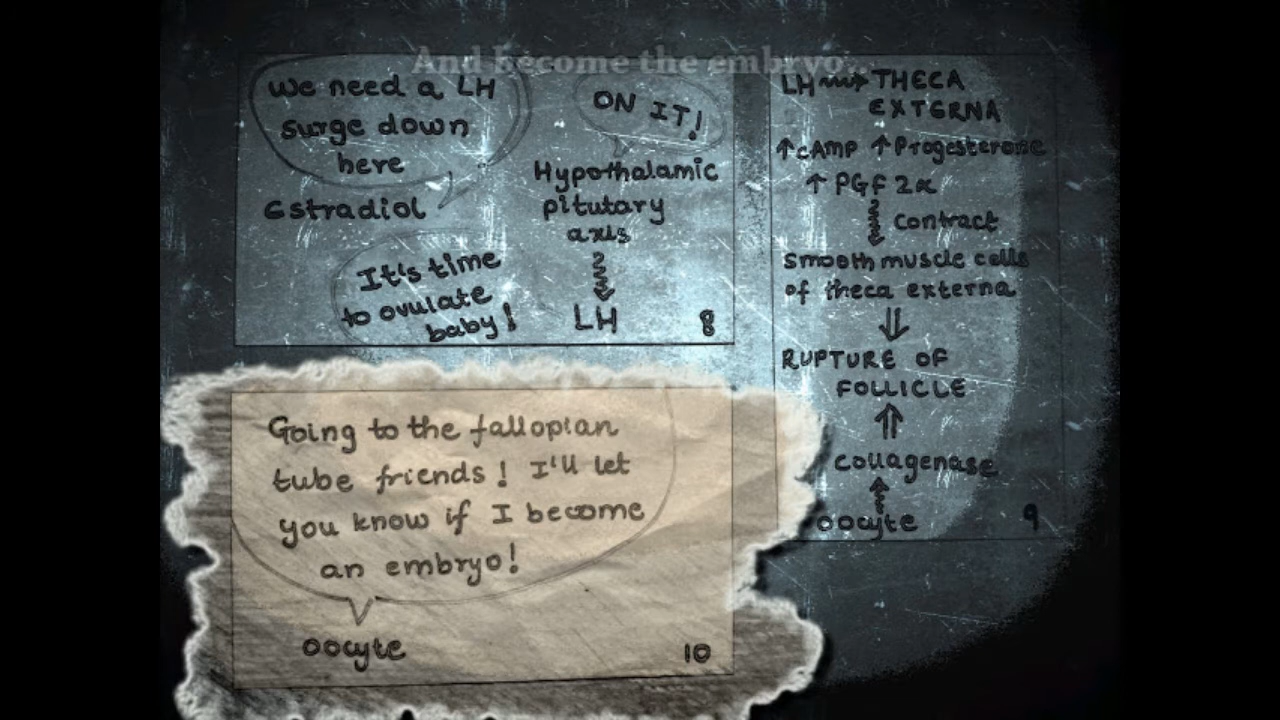 And become the embryo...
We need a LH
surge down
here
Estradiol
ON IT!
Hypothalamic
pitutary
axis
LH
It's time
to ovulate
baby!
8
LH THECA
EXTERNA
↑cAMP ↑Progesterone
↑ PGF 2α
Contract
Smooth muscle cells
of theca externa
RUPTURE OF
FOLLICLE
Collagenase
oocyte
9
Going to the fallopian
tube friends! I'll let
you know if I become
an embryo!
oocyte
10